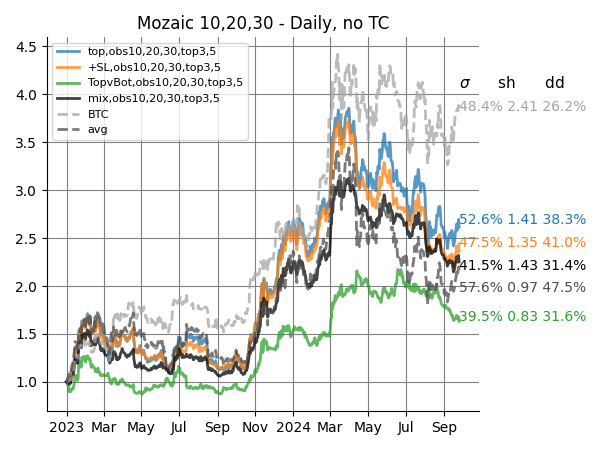 Mozaic 10,20,30 - Daily, no TC
top,obs10,20,30,top3,5
+SL,obs10,20,30,top3,5
TopvBot,obs10,20,30,top3,5
mix,obs10,20,30,top3,5
BTC
avg
4.5
4.0
3.5
3.0
2.5
2.0
1.5
1.0
σ sh dd
48.4% 2.41 26.2%
52.6% 1.41 38.3%
47.5% 1.35 41.0%
41.5% 1.43 31.4%
57.6% 0.97 47.5%
39.5% 0.83 31.6%
2023 Mar May Jul Sep Nov 2024 Mar May Jul Sep